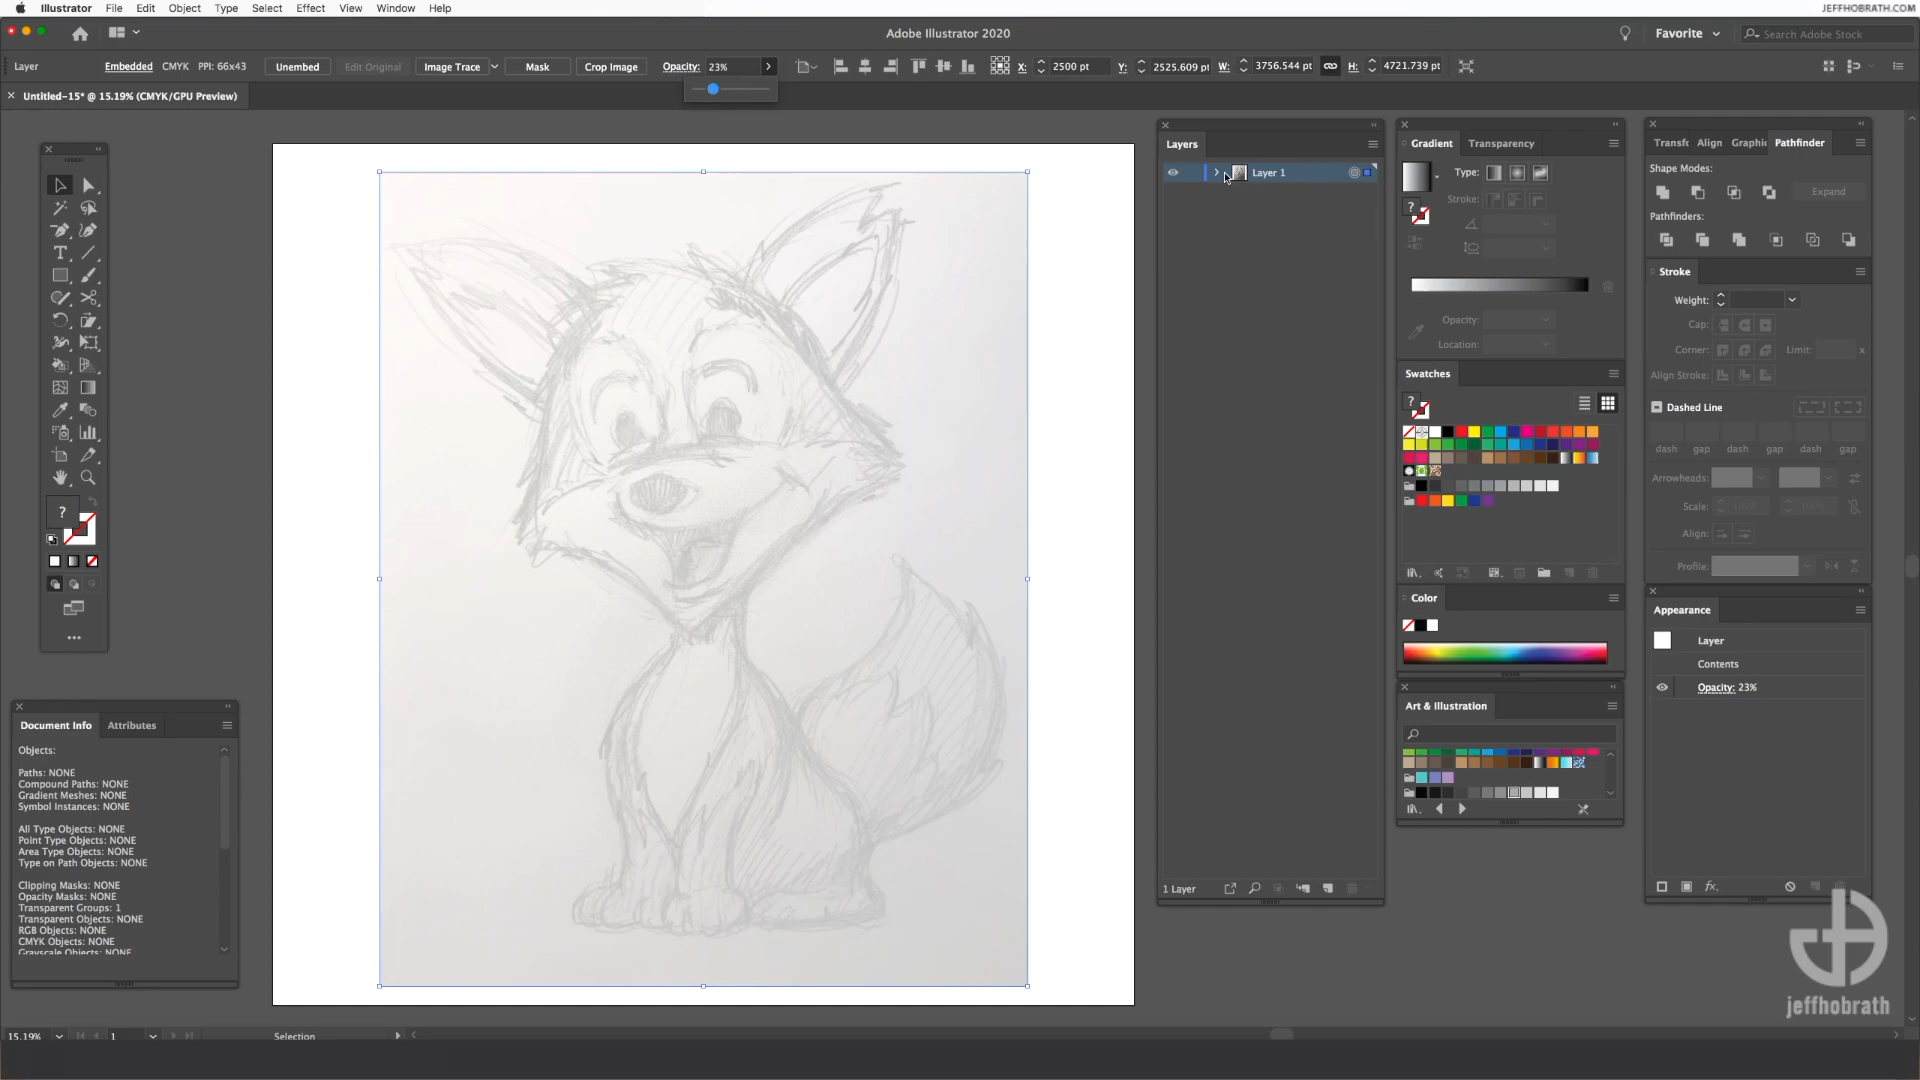 Illustrator File Edit Object Type Select Effect View Window Help
JEFFHOBRATH.COM
Adobe Illustrator 2020
Favorite
Search Adobe Stock
Layer Embedded CMYK PPI: 66x43 Unembed Edit Original Image Trace Mask Crop Image Opacity: 23% X: 2500 pt Y: 2525.609 pt W: 3756.544 pt H: 4721.739 pt
Untitled-15* @ 15.19% (CMYK/GPU Preview)
Layers
Layer 1
1 Layer
Gradient Transparency
Type:
Stroke:
Opacity:
Location:
Swatches
Color
Art & Illustration
Transfc Align Graphic Pathfinder
Shape Modes:
Expand
Pathfinders:
Stroke
Weight:
Cap:
Corner: Limit: x
Align Stroke:
Dashed Line
dash gap dash gap dash gap
Arrowheads:
Scale: 100% 100%
Align:
Profile:
Appearance
Layer
Contents
Opacity: 23%
fx
T
?
?
?
Document Info Attributes
Objects:
Paths: NONE
Compound Paths: NONE
Gradient Meshes: NONE
Symbol Instances: NONE
All Type Objects: NONE
Point Type Objects: NONE
Area Type Objects: NONE
Type on Path Objects: NONE
Clipping Masks: NONE
Opacity Masks: NONE
Transparent Groups: 1
Transparent Objects: NONE
RGB Objects: NONE
CMYK Objects: NONE
Grayscale Objects: NONE
15.19% 1 Selection
jeffhobrath